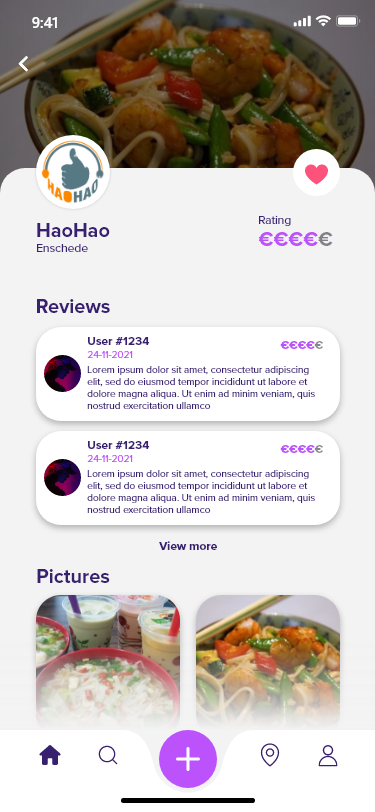 9:41
HAOHAO
HaoHao
Enschede
Rating
€€€€€
Reviews
User #1234
€€€€€
24-11-2021
Lorem ipsum dolor sit amet, consectetur adipiscing
elit, sed do eiusmod tempor incididunt ut labore et
dolore magna aliqua. Ut enim ad minim veniam, quis
nostrud exercitation ullamco
User #1234
€€€€€
24-11-2021
Lorem ipsum dolor sit amet, consectetur adipiscing
elit, sed do eiusmod tempor incididunt ut labore et
dolore magna aliqua. Ut enim ad minim veniam, quis
nostrud exercitation ullamco
View more
Pictures